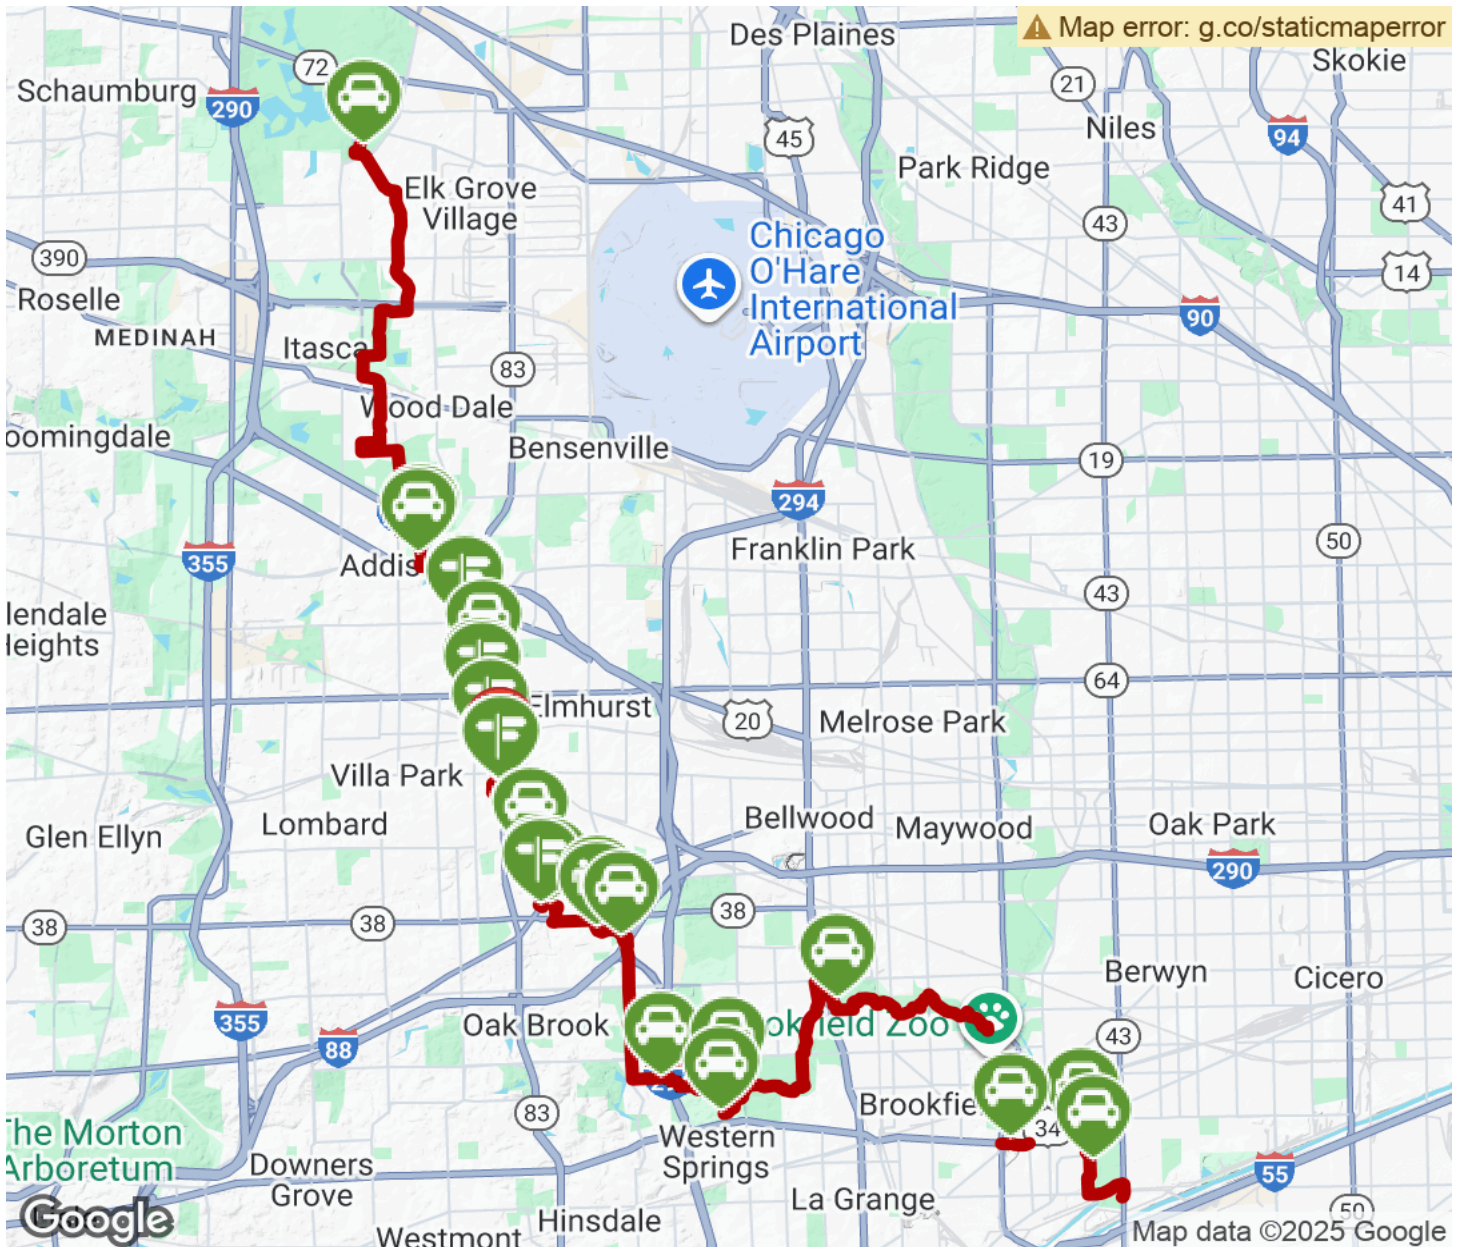 Map error: g.co/staticmaperror
Des Plaines
Skokie
72
Schaumburg
290
21
Niles
94
45
Park Ridge
Elk Grove
Village
41
43
390
Chicago
O'Hare
International
Airport
14
Roselle
90
MEDINAH
Itasca
83
Wood Dale
oomingdale
Bensenville
19
294
50
355
Addis
Franklin Park
43
lendale
Heights
64
Elmhurst
20
Melrose Park
Villa Park
Glen Ellyn
Lombard
Bellwood
Maywood
Oak Park
290
38
38
38
Berwyn
Cicero
355
Oak Brook
okfield Zoo
43
88
83
Brookfie
34
The Morton
Arboretum
Western
Springs
Downers
Grove
55
La Grange
50
Google
Hinsdale
Westmont
Map data ©2025 Google